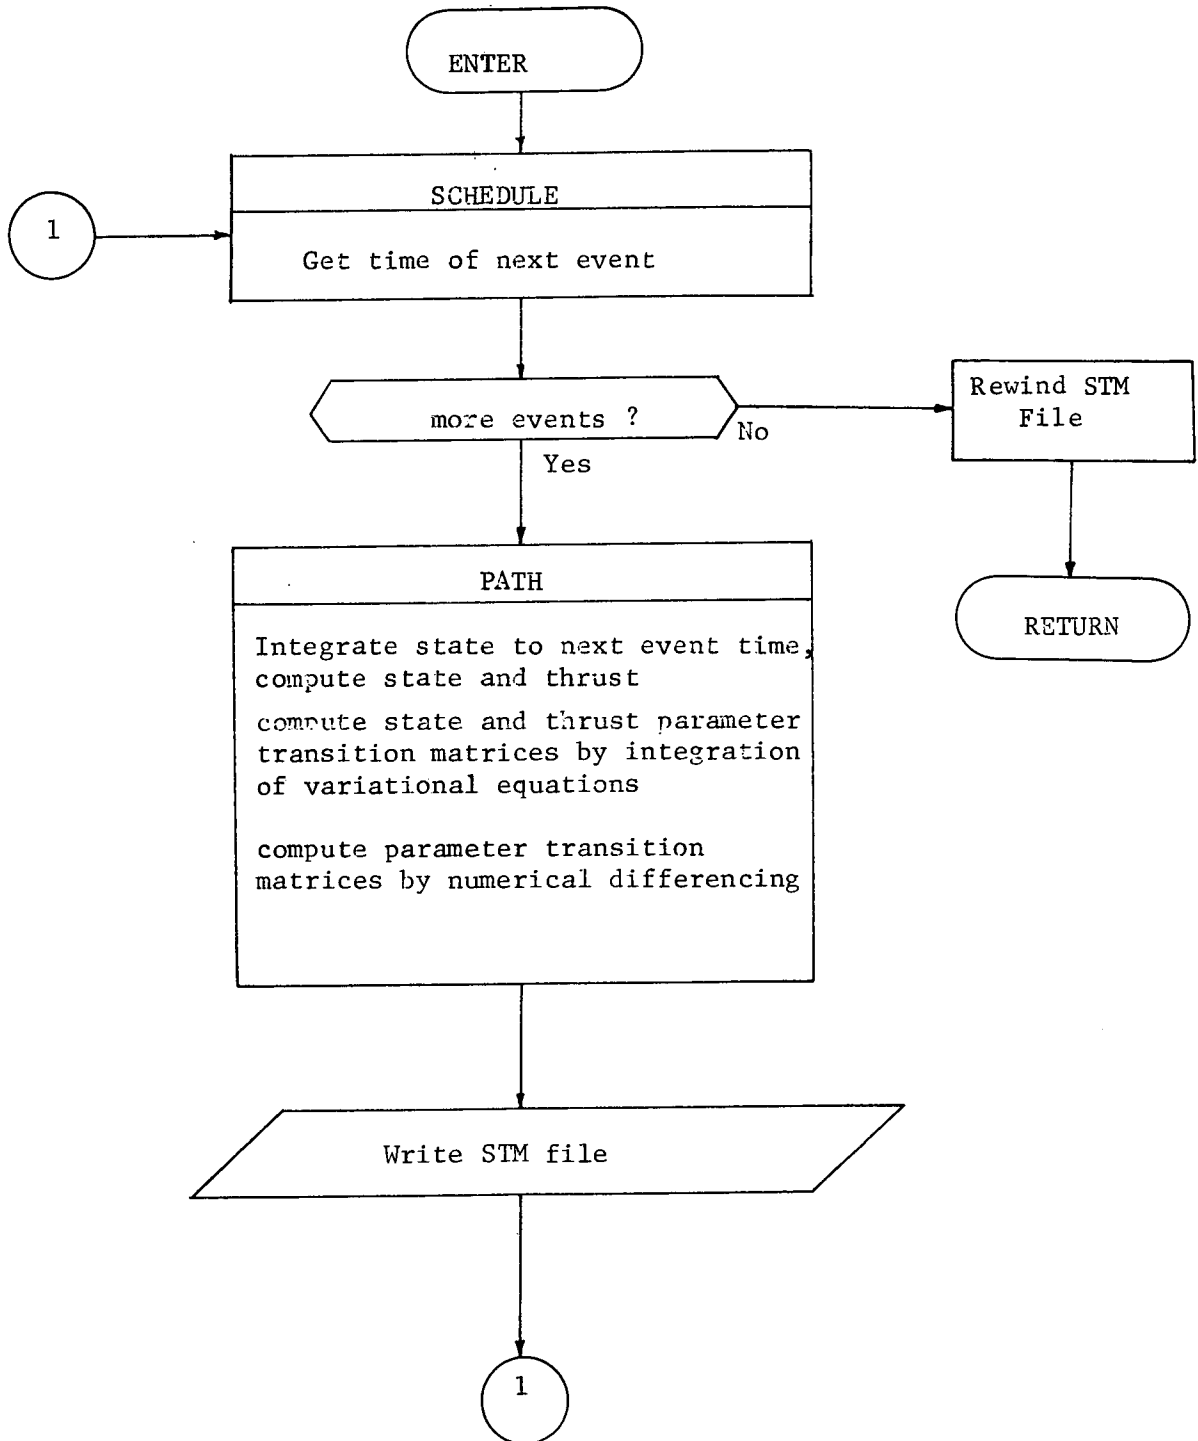 ENTER
SCHEDULE
1
Get time of next event
more events ?
No
Yes
Rewind STM
File
RETURN
PATH
Integrate state to next event time,
compute state and thrust
compute state and thrust parameter
transition matrices by integration
of variational equations
compute parameter transition
matrices by numerical differencing
Write STM file
1